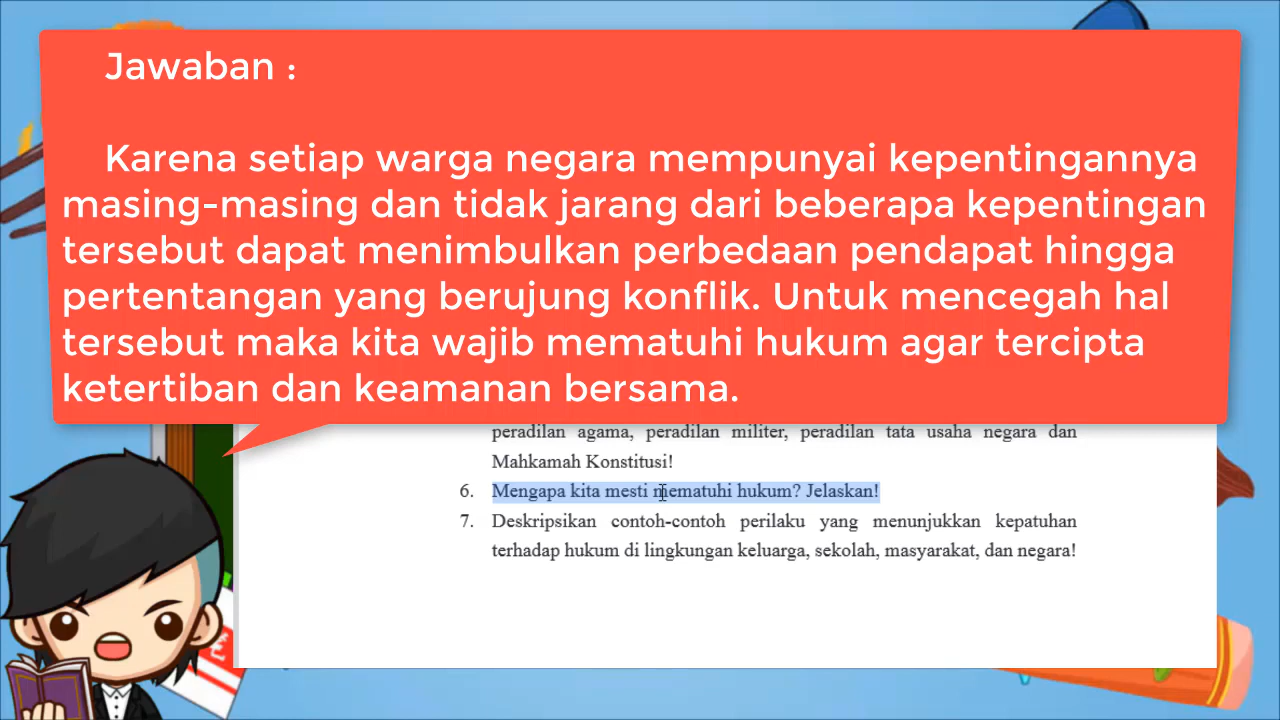 Jawaban :
Karena setiap warga negara mempunyai kepentingannya
masing-masing dan tidak jarang dari beberapa kepentingan
tersebut dapat menimbulkan perbedaan pendapat hingga
pertentangan yang berujung konflik. Untuk mencegah hal
tersebut maka kita wajib mematuhi hukum agar tercipta
ketertiban dan keamanan bersama.
peradilan agama, peradilan militer, peradilan tata usaha negara dan
Mahkamah Konstitusi!
6. Mengapa kita mesti mematuhi hukum? Jelaskan!
7. Deskripsikan contoh-contoh perilaku yang menunjukkan kepatuhan
terhadap hukum di lingkungan keluarga, sekolah, masyarakat, dan negara!